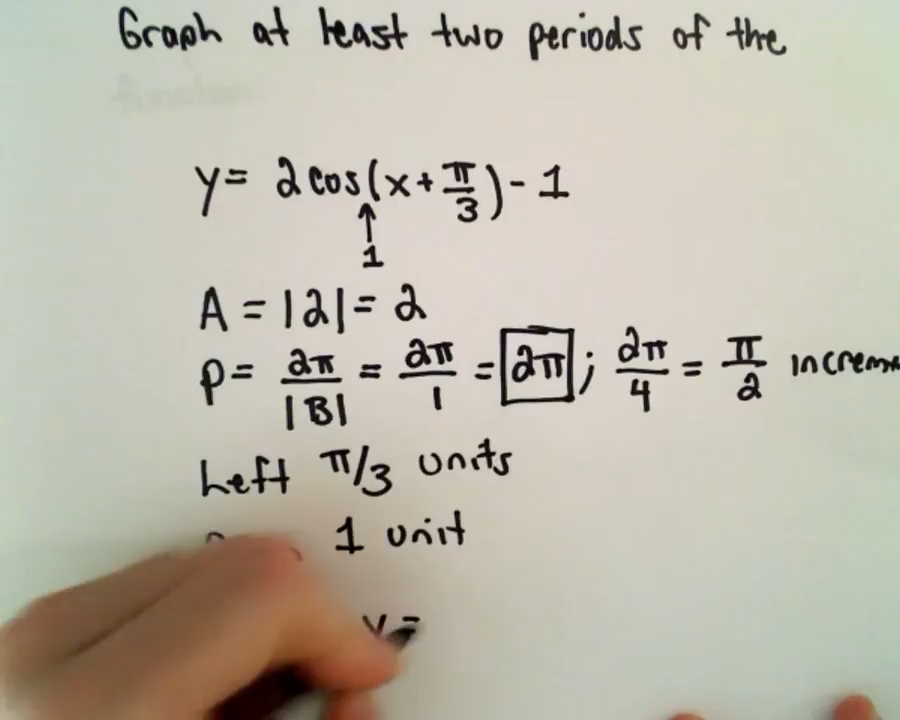 Graph at least two periods of the
y= 2cos(x+π/3)-1
↑
1
A = |2| = 2
P= 2π/|B| = 2π/1 = 2π; 2π/4 = π/2
Left π/3 units
1 unit
y=